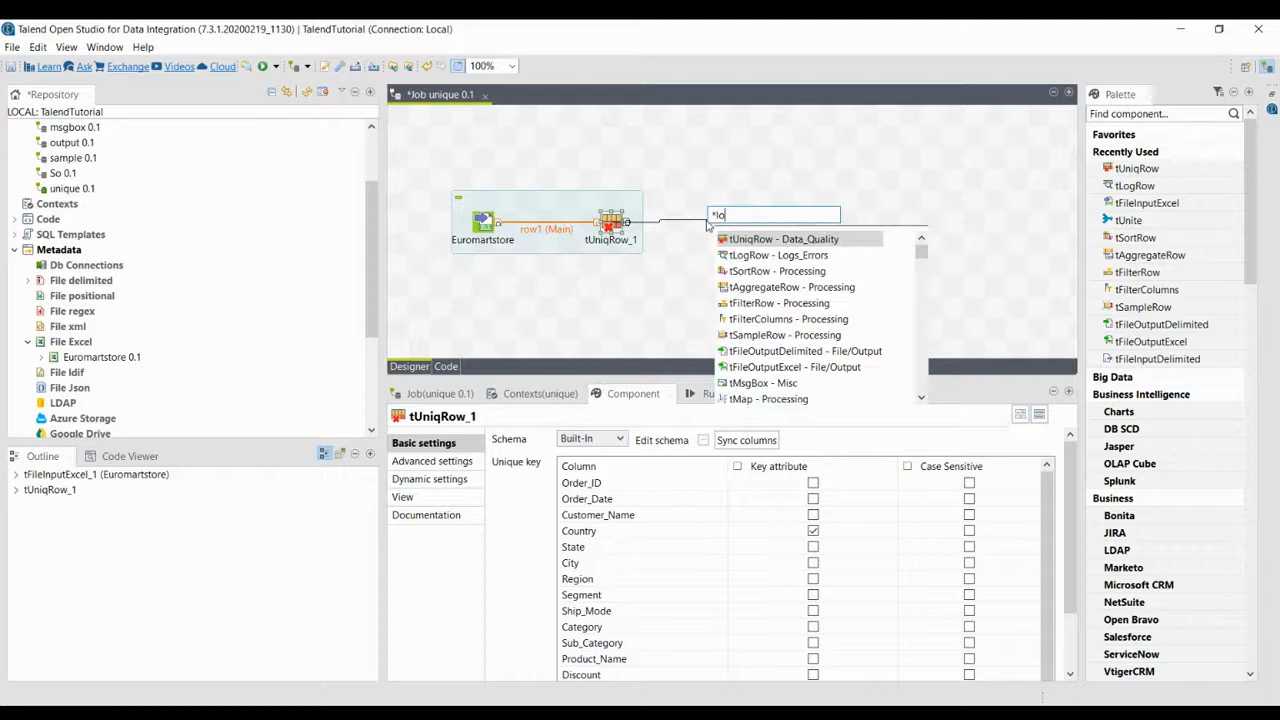 Talend Open Studio for Data Integration (7.3.1.20200219_1130) | TalendTutorial (Connection: Local)
File Edit View Window Help
Learn Ask Exchange Videos Cloud 100%
*Repository
LOCAL: TalendTutorial
msgbox 0.1
output 0.1
sample 0.1
So 0.1
unique 0.1
Contexts
Code
SQL Templates
Metadata
Db Connections
File delimited
File positional
File regex
File xml
File Excel
Euromartstore 0.1
File ldif
File Json
LDAP
Azure Storage
Google Drive
Outline Code Viewer
tFileInputExcel_1 (Euromartstore)
tUniqRow_1
*Job unique 0.1
Euromartstore
row1 (Main)
tUniqRow_1
*lo
tUniqRow - Data_Quality
tLogRow - Logs_Errors
tSortRow - Processing
tAggregateRow - Processing
tFilterRow - Processing
tFilterColumns - Processing
tSampleRow - Processing
tFileOutputDelimited - File/Output
tFileOutputExcel - File/Output
tMsgBox - Misc
tMap - Processing
Designer Code
Job(unique 0.1) Contexts(unique) Component Ru
tUniqRow_1
Basic settings
Advanced settings
Dynamic settings
View
Documentation
Schema Built-In Edit schema ... Sync columns
Unique key
Column Key attribute Case Sensitive
Order_ID
Order_Date
Customer_Name
Country
State
City
Region
Segment
Ship_Mode
Category
Sub_Category
Product_Name
Discount
Palette
Find component...
Favorites
Recently Used
tUniqRow
tLogRow
tFileInputExcel
tUnite
tSortRow
tAggregateRow
tFilterRow
tFilterColumns
tSampleRow
tFileOutputDelimited
tFileOutputExcel
tFileInputDelimited
Big Data
Business Intelligence
Charts
DB SCD
Jasper
OLAP Cube
Splunk
Business
Bonita
JIRA
LDAP
Marketo
Microsoft CRM
NetSuite
Open Bravo
Salesforce
ServiceNow
VtigerCRM